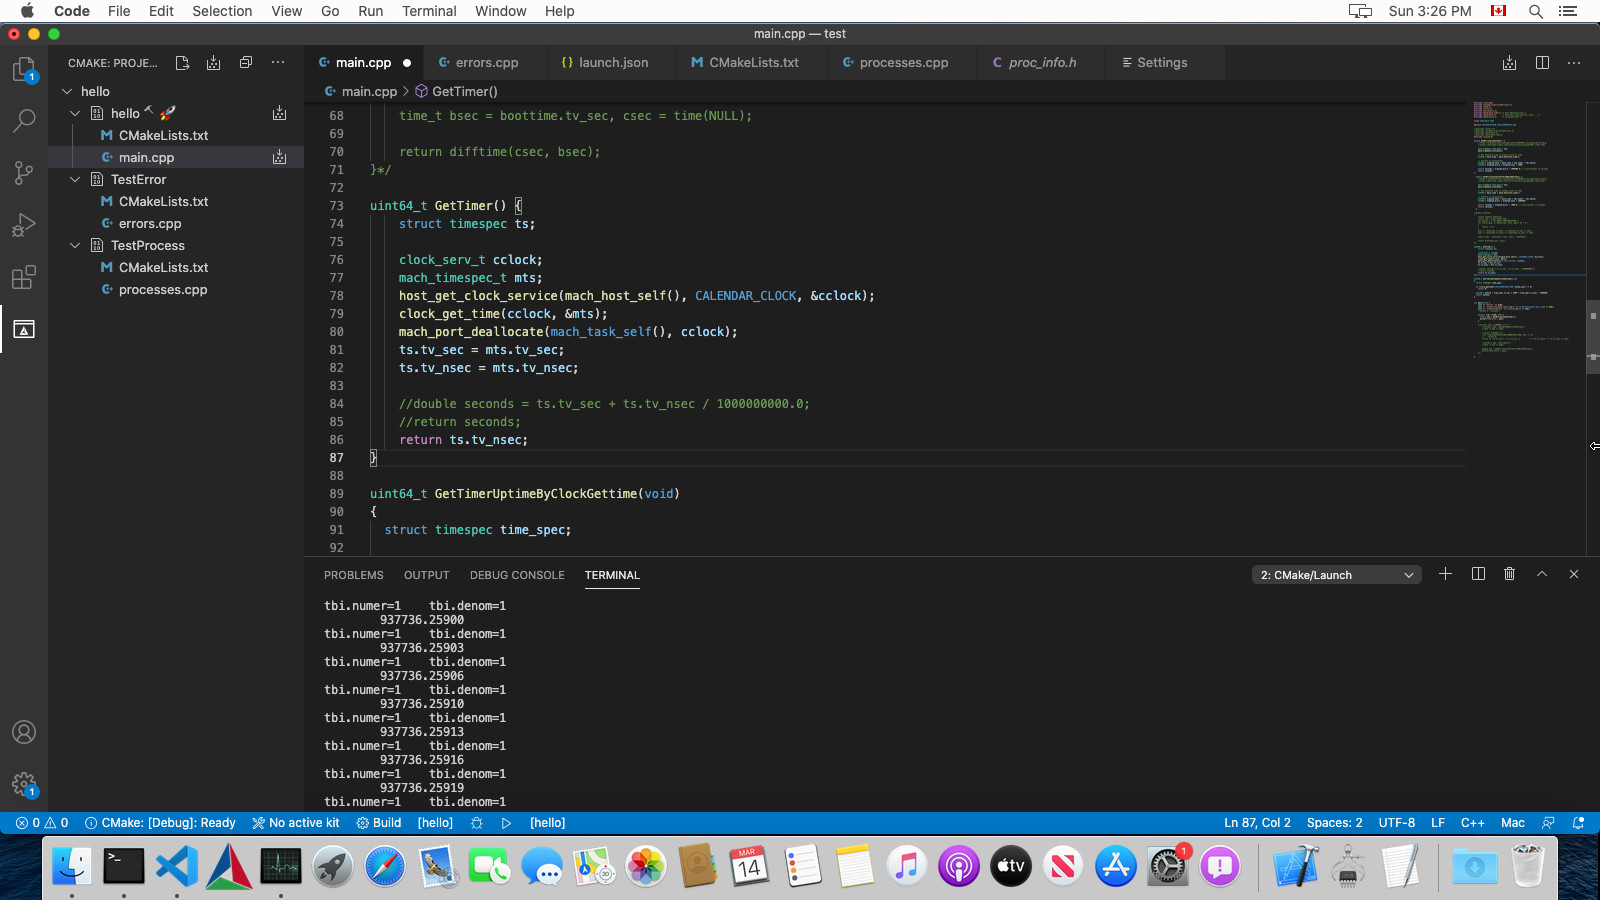 Code File Edit Selection View Go Run Terminal Window Help Sun 3:26 PM
main.cpp — test
1
CMAKE: PROJE...
main.cpp errors.cpp launch.json CMakeLists.txt processes.cpp proc_info.h Settings
main.cpp > GetTimer()
hello
hello
CMakeLists.txt
main.cpp
TestError
CMakeLists.txt
errors.cpp
TestProcess
CMakeLists.txt
processes.cpp
68 time_t bsec = boottime.tv_sec, csec = time(NULL);
69
70 return difftime(csec, bsec);
71 }*/
72
73 uint64_t GetTimer() {
74 struct timespec ts;
75
76 clock_serv_t cclock;
77 mach_timespec_t mts;
78 host_get_clock_service(mach_host_self(), CALENDAR_CLOCK, &cclock);
79 clock_get_time(cclock, &mts);
80 mach_port_deallocate(mach_task_self(), cclock);
81 ts.tv_sec = mts.tv_sec;
82 ts.tv_nsec = mts.tv_nsec;
83
84 //double seconds = ts.tv_sec + ts.tv_nsec / 1000000000.0;
85 //return seconds;
86 return ts.tv_nsec;
87 }
88
89 uint64_t GetTimerUptimeByClockGettime(void)
90 {
91 struct timespec time_spec;
92
PROBLEMS OUTPUT DEBUG CONSOLE TERMINAL 2: CMake/Launch
tbi.numer=1 tbi.denom=1
937736.25900
tbi.numer=1 tbi.denom=1
937736.25903
tbi.numer=1 tbi.denom=1
937736.25906
tbi.numer=1 tbi.denom=1
937736.25910
tbi.numer=1 tbi.denom=1
937736.25913
tbi.numer=1 tbi.denom=1
937736.25916
tbi.numer=1 tbi.denom=1
937736.25919
tbi.numer=1 tbi.denom=1
1
0 0 CMake: [Debug]: Ready No active kit Build [hello] [hello] Ln 87, Col 2 Spaces: 2 UTF-8 LF C++ Mac
MAR
14
tv
1